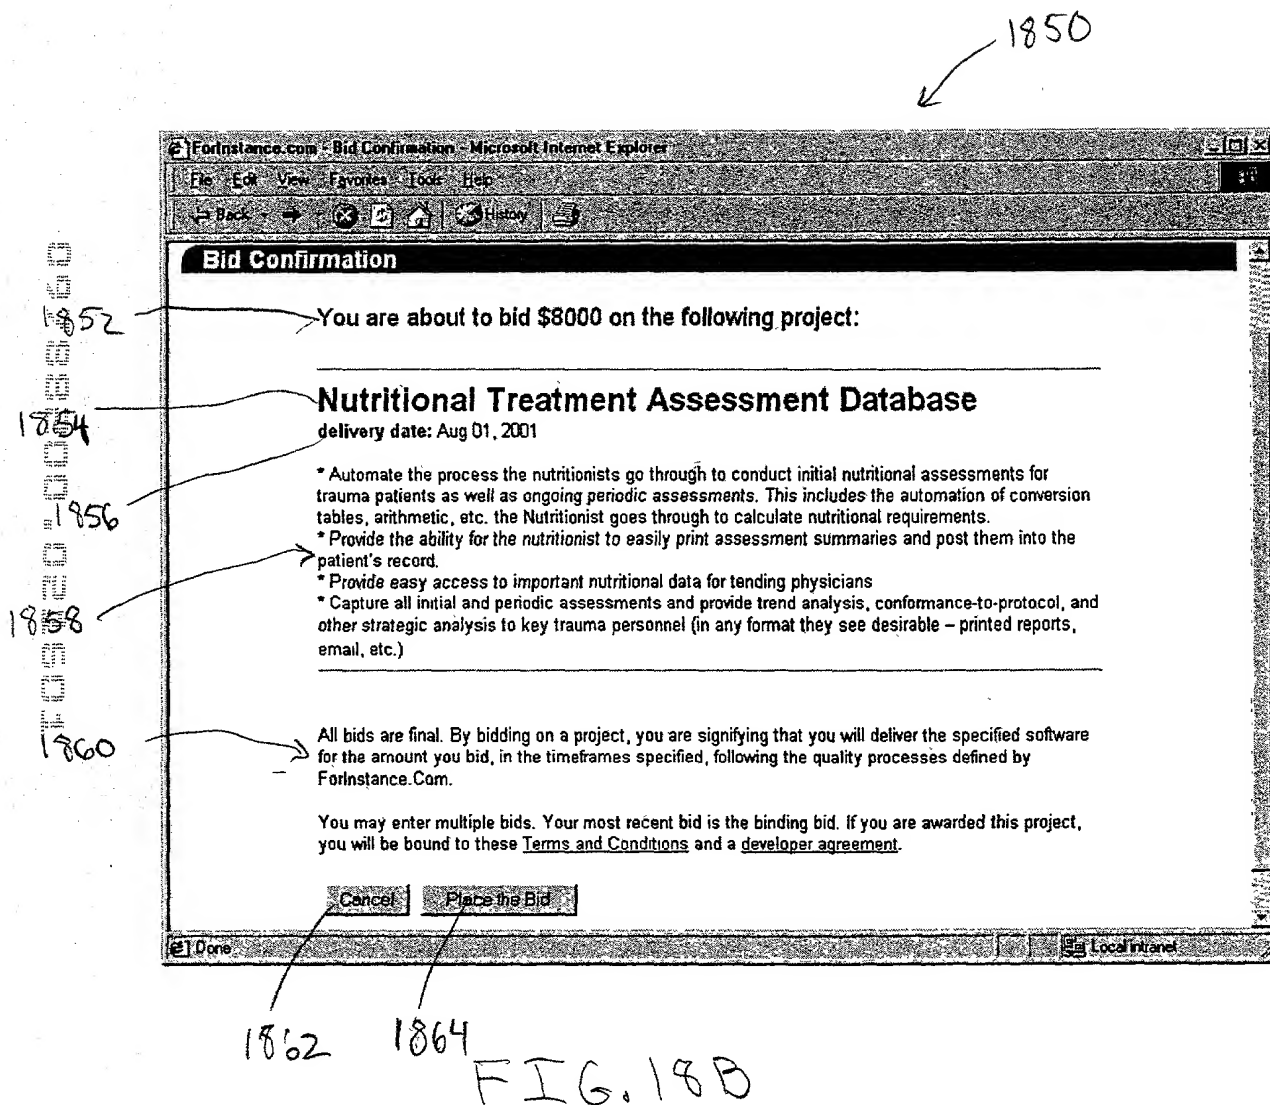 1850
ForInstance.com - Bid Confirmation - Microsoft Internet Explorer
File Edit View Favorites Tools Help
Back History
Bid Confirmation
1852
You are about to bid $8000 on the following project:
1854
Nutritional Treatment Assessment Database
delivery date: Aug 01, 2001
1856
* Automate the process the nutritionists go through to conduct initial nutritional assessments for
trauma patients as well as ongoing periodic assessments. This includes the automation of conversion
tables, arithmetic, etc. the Nutritionist goes through to calculate nutritional requirements.
* Provide the ability for the nutritionist to easily print assessment summaries and post them into the
patient's record.
* Provide easy access to important nutritional data for tending physicians
1858
* Capture all initial and periodic assessments and provide trend analysis, conformance-to-protocol, and
other strategic analysis to key trauma personnel (in any format they see desirable – printed reports,
email, etc.)
1860
All bids are final. By bidding on a project, you are signifying that you will deliver the specified software
for the amount you bid, in the timeframes specified, following the quality processes defined by
ForInstance.Com.
You may enter multiple bids. Your most recent bid is the binding bid. If you are awarded this project,
you will be bound to these Terms and Conditions and a developer agreement.
Cancel Place the Bid
Done Local intranet
1862 1864
FIG. 18B